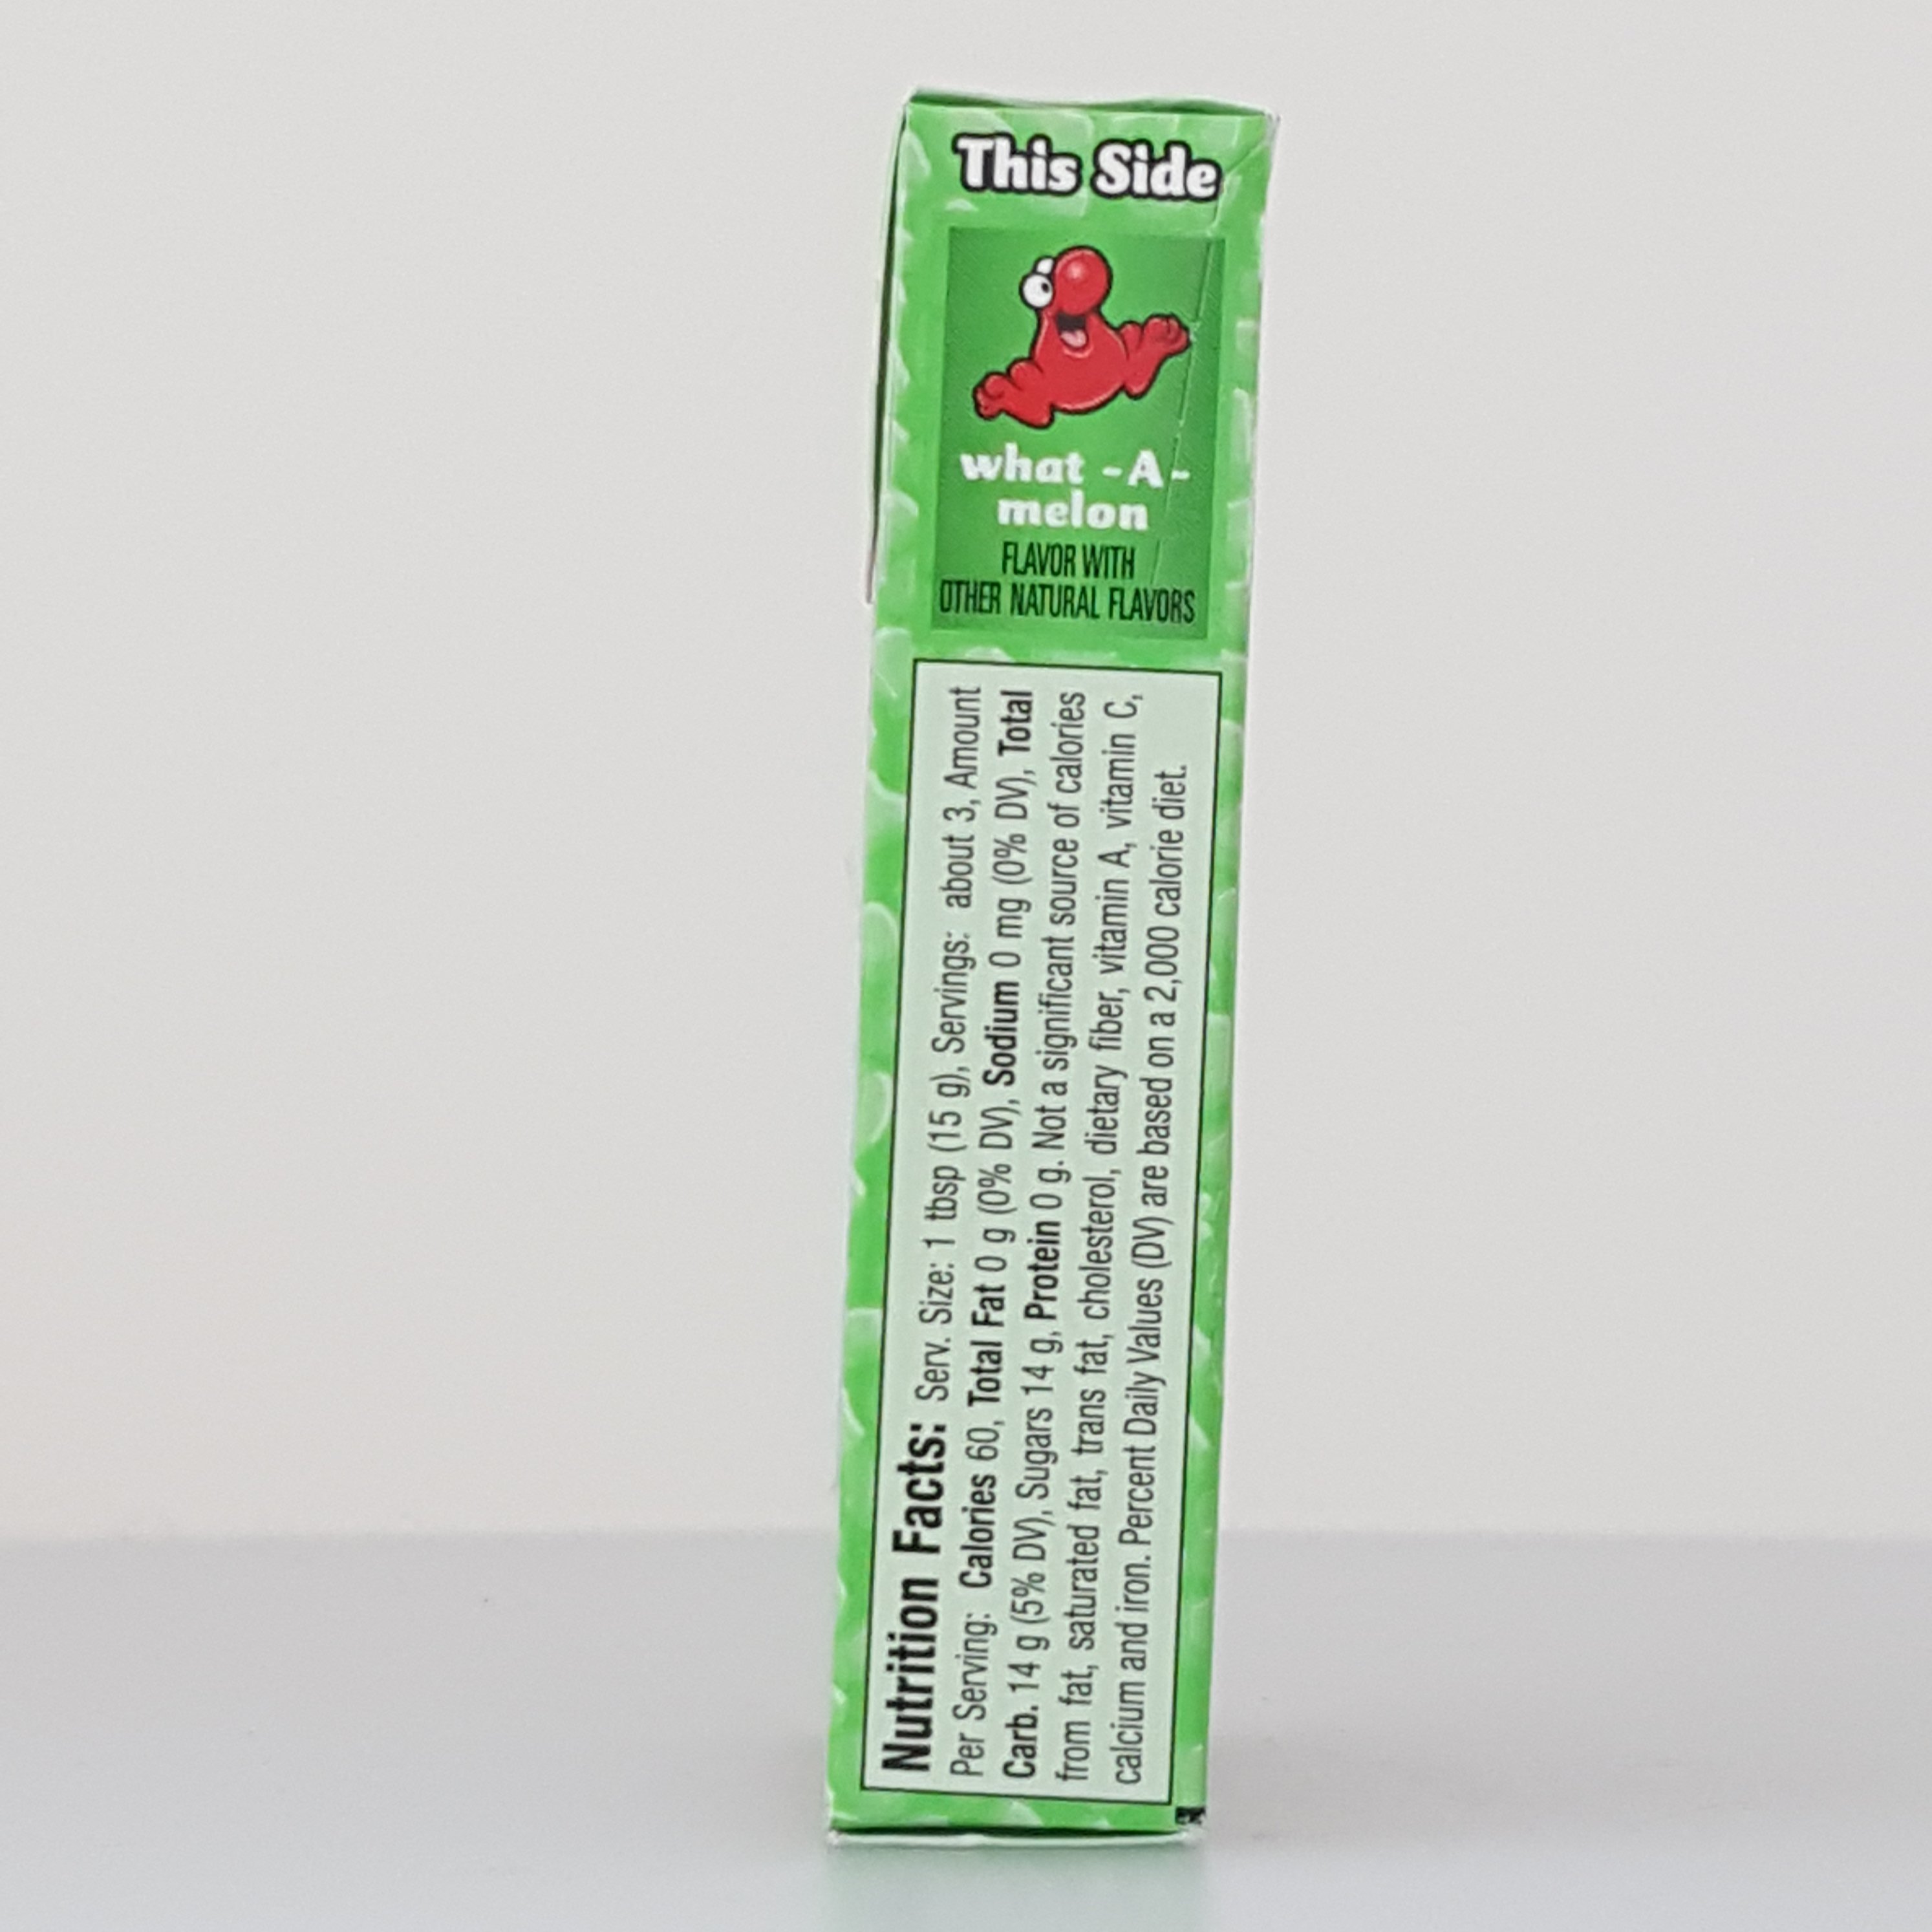 This Side
what -A-
melon
FLAVOR WITH
OTHER NATURAL FLAVORS
Nutrition Facts: Serv. Size: 1 tbsp (15 g), Servings: about 3, Amount
Per Serving: Calories 60, Total Fat 0 g (0% DV), Sodium 0 mg (0% DV), Total
Carb. 14 g (5% DV), Sugars 14 g, Protein 0 g. Not a significant source of calories
from fat, saturated fat, trans fat, cholesterol, dietary fiber, vitamin A, vitamin C,
calcium and iron. Percent Daily Values (DV) are based on a 2,000 calorie diet.